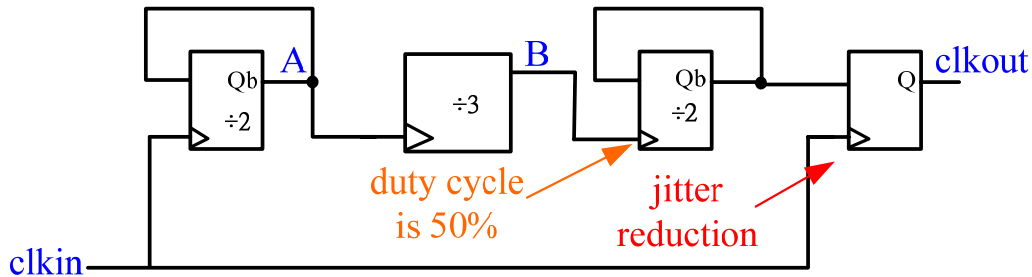 A
B
clkout
Qb
÷2
÷3
Qb
÷2
Q
duty cycle
is 50%
jitter
reduction
clkin